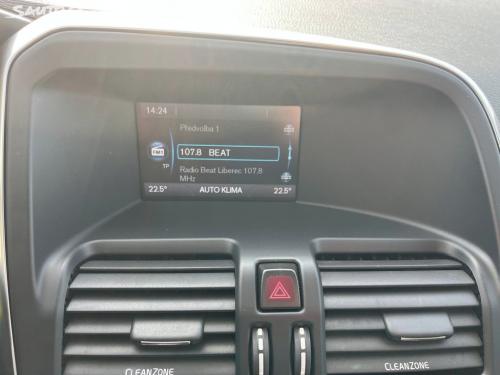 SAUTO
14:24
Předvolba 1
FM1
107.8 BEAT
TP
Radio Beat Liberec 107.8
MHz
22.5° AUTO KLIMA 22.5°
CLEANZONE
CLEANZONE